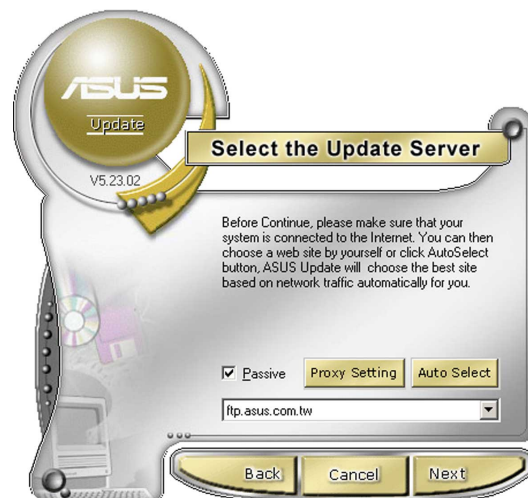 ASUS
Update
V5.23.02
Select the Update Server
Before Continue, please make sure that your
system is connected to the Internet. You can then
choose a web site by yourself or click AutoSelect
button, ASUS Update will choose the best site
based on network traffic automatically for you.
Passive
Proxy Setting
Auto Select
ftp.asus.com.tw
Back
Cancel
Next